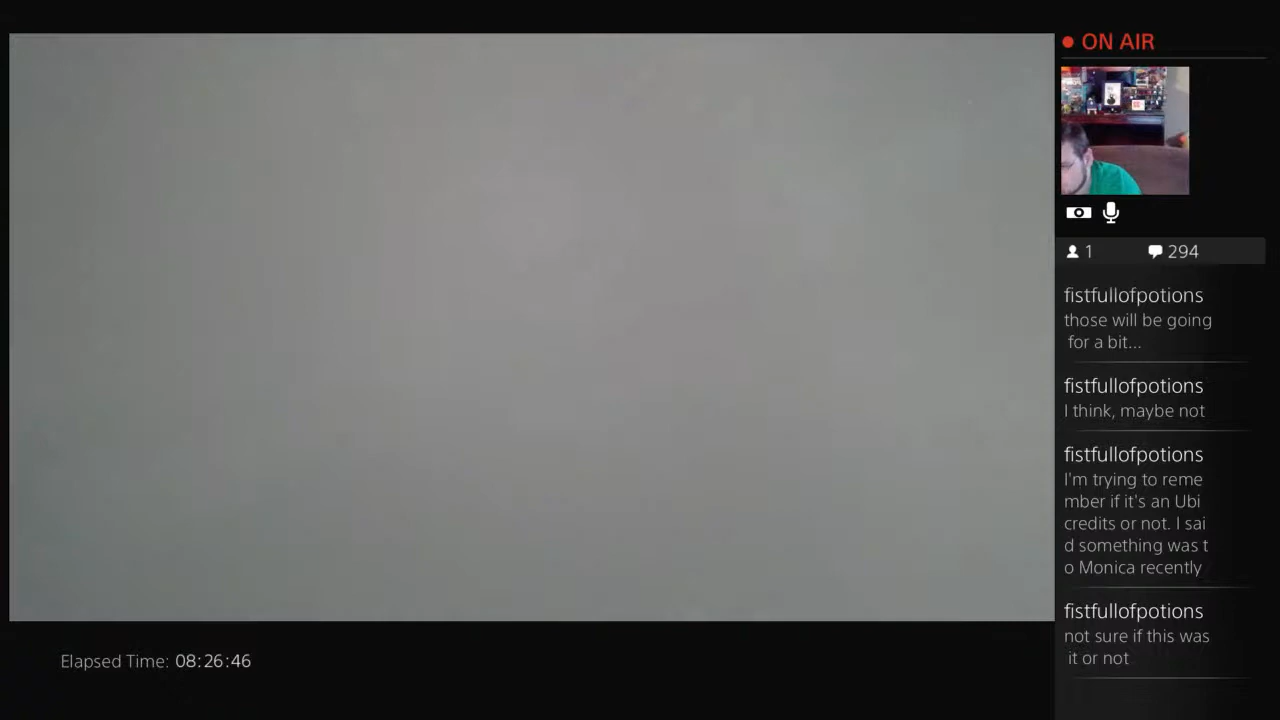 ON AIR
1 294
fistfullofpotions
those will be going
for a bit...
fistfullofpotions
I think, maybe not
fistfullofpotions
I'm trying to reme
mber if it's an Ubi
credits or not. I sai
d something was t
o Monica recently
fistfullofpotions
not sure if this was
it or not
Elapsed Time: 08:26:46